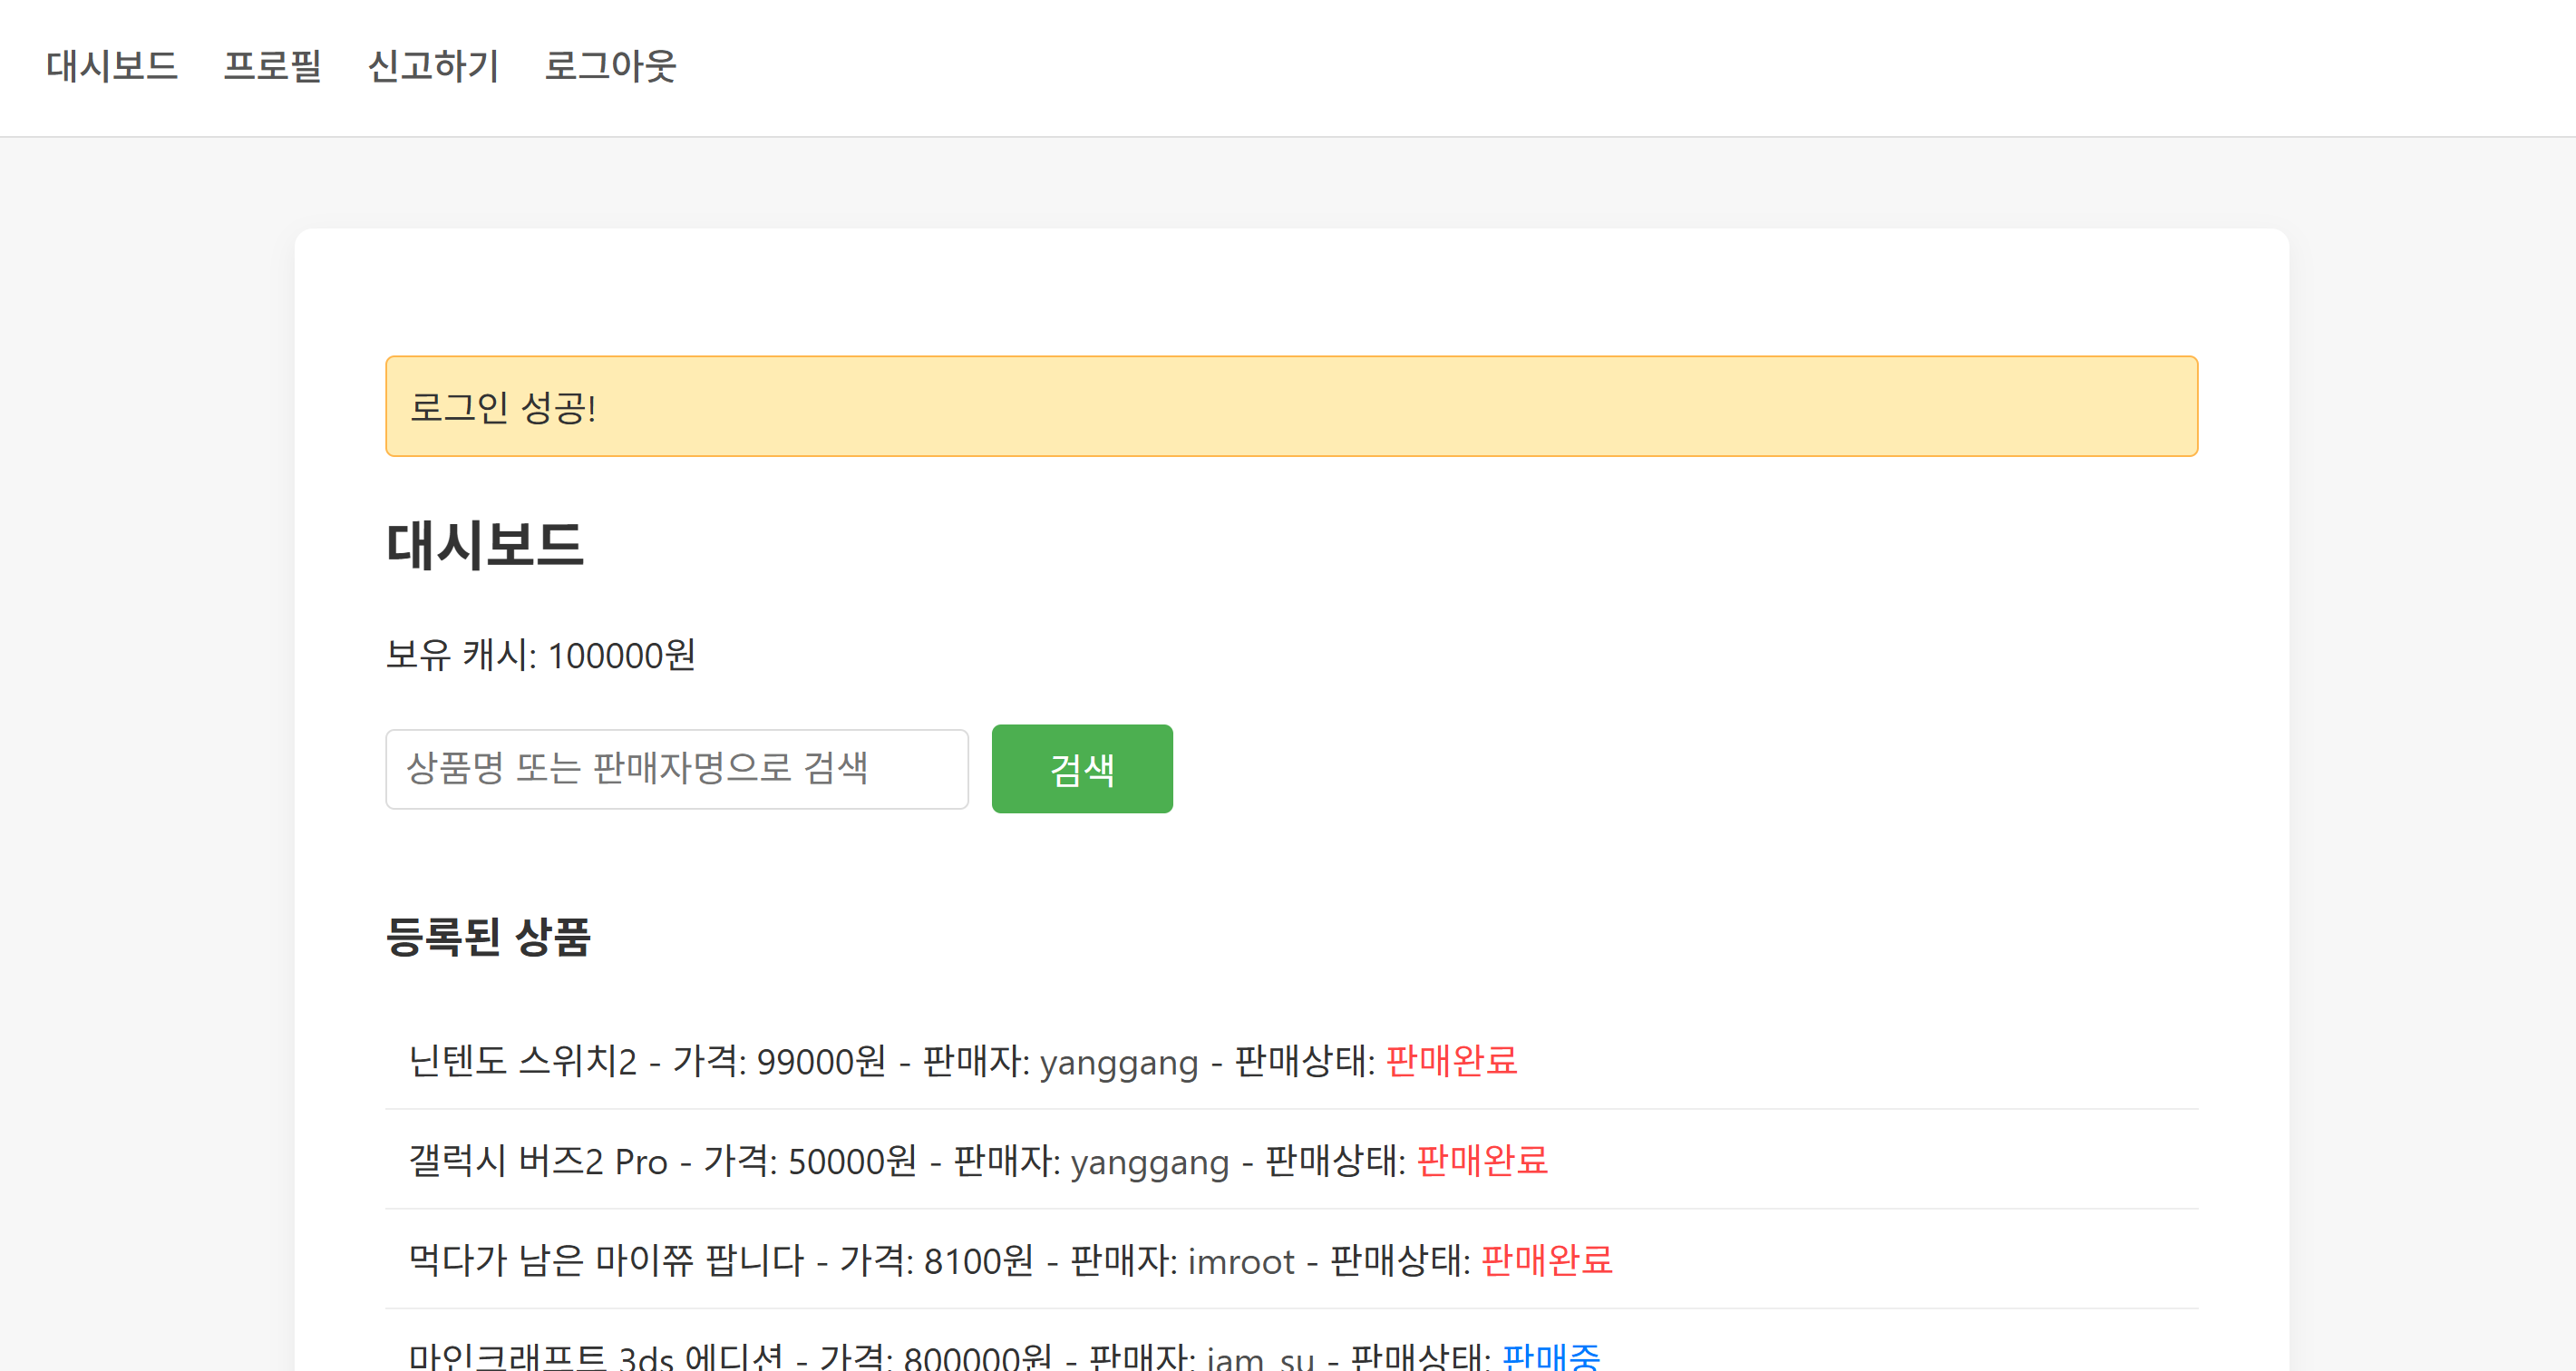 대시보드 프로필 신고하기 로그아웃
로그인 성공!
대시보드
보유 캐시: 100000원
상품명 또는 판매자명으로 검색 검색
등록된 상품
닌텐도 스위치2 - 가격: 99000원 - 판매자: yanggang - 판매상태: 판매완료
갤럭시 버즈2 Pro - 가격: 50000원 - 판매자: yanggang - 판매상태: 판매완료
먹다가 남은 마이쮸 팝니다 - 가격: 8100원 - 판매자: imroot - 판매상태: 판매완료
마인크래프트 3ds 에디션 - 가격: 800000원 - 판매자: iam_su - 판매상태: 판매중